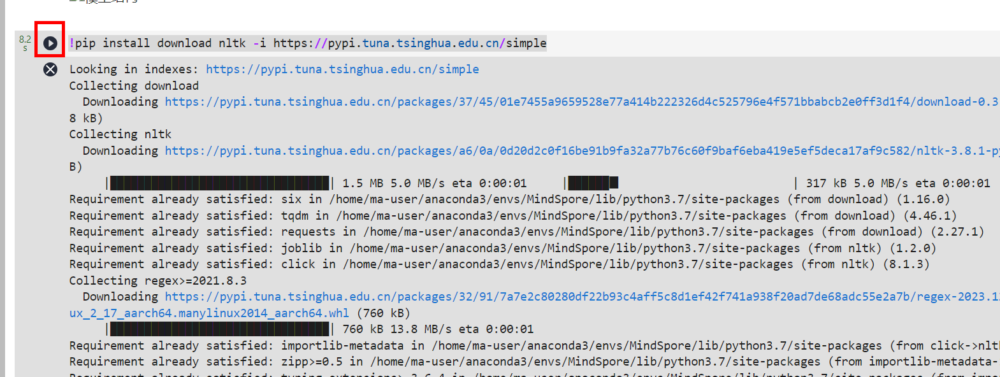 8.2
s
!pip install download nltk -i https://pypi.tuna.tsinghua.edu.cn/simple
Looking in indexes: https://pypi.tuna.tsinghua.edu.cn/simple
Collecting download
Downloading https://pypi.tuna.tsinghua.edu.cn/packages/37/45/01e7455a9659528e77a414b222326d4c525796e4f571bbabcb2e0ff3d1f4/download-0.3
8 kB)
Collecting nltk
Downloading https://pypi.tuna.tsinghua.edu.cn/packages/a6/0a/0d20d2c0f16be91b9fa32a77b76c60f9baf6eba419e5ef5deca17af9c582/nltk-3.8.1-py
B)
|████████████████████████████████| 1.5 MB 5.0 MB/s eta 0:00:01 |███████ | 317 kB 5.0 MB/s eta 0:00:01
Requirement already satisfied: six in /home/ma-user/anaconda3/envs/MindSpore/lib/python3.7/site-packages (from download) (1.16.0)
Requirement already satisfied: tqdm in /home/ma-user/anaconda3/envs/MindSpore/lib/python3.7/site-packages (from download) (4.46.1)
Requirement already satisfied: requests in /home/ma-user/anaconda3/envs/MindSpore/lib/python3.7/site-packages (from download) (2.27.1)
Requirement already satisfied: joblib in /home/ma-user/anaconda3/envs/MindSpore/lib/python3.7/site-packages (from nltk) (1.2.0)
Requirement already satisfied: click in /home/ma-user/anaconda3/envs/MindSpore/lib/python3.7/site-packages (from nltk) (8.1.3)
Collecting regex>=2021.8.3
Downloading https://pypi.tuna.tsinghua.edu.cn/packages/32/91/7a7e2c80280df22b93c4aff5c8d1ef42f741a938f20ad7de68adc55e2a7b/regex-2023.12
ux_2_17_aarch64.manylinux2014_aarch64.whl (760 kB)
|████████████████████████████████| 760 kB 13.8 MB/s eta 0:00:01
Requirement already satisfied: importlib-metadata in /home/ma-user/anaconda3/envs/MindSpore/lib/python3.7/site-packages (from click->nltk
Requirement already satisfied: zipp>=0.5 in /home/ma-user/anaconda3/envs/MindSpore/lib/python3.7/site-packages (from importlib-metadata-